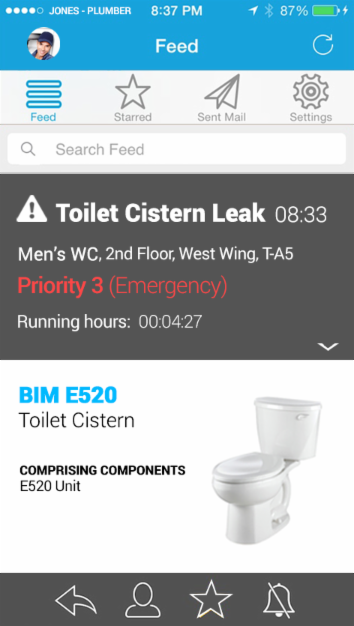 JONES - PLUMBER 8:37 PM 87%
Feed
Feed Starred Sent Mail Settings
Search Feed
Toilet Cistern Leak 08:33
Men's WC, 2nd Floor, West Wing, T-A5
Priority 3 (Emergency)
Running hours: 00:04:27
BIM E520
Toilet Cistern
COMPRISING COMPONENTS
E520 Unit